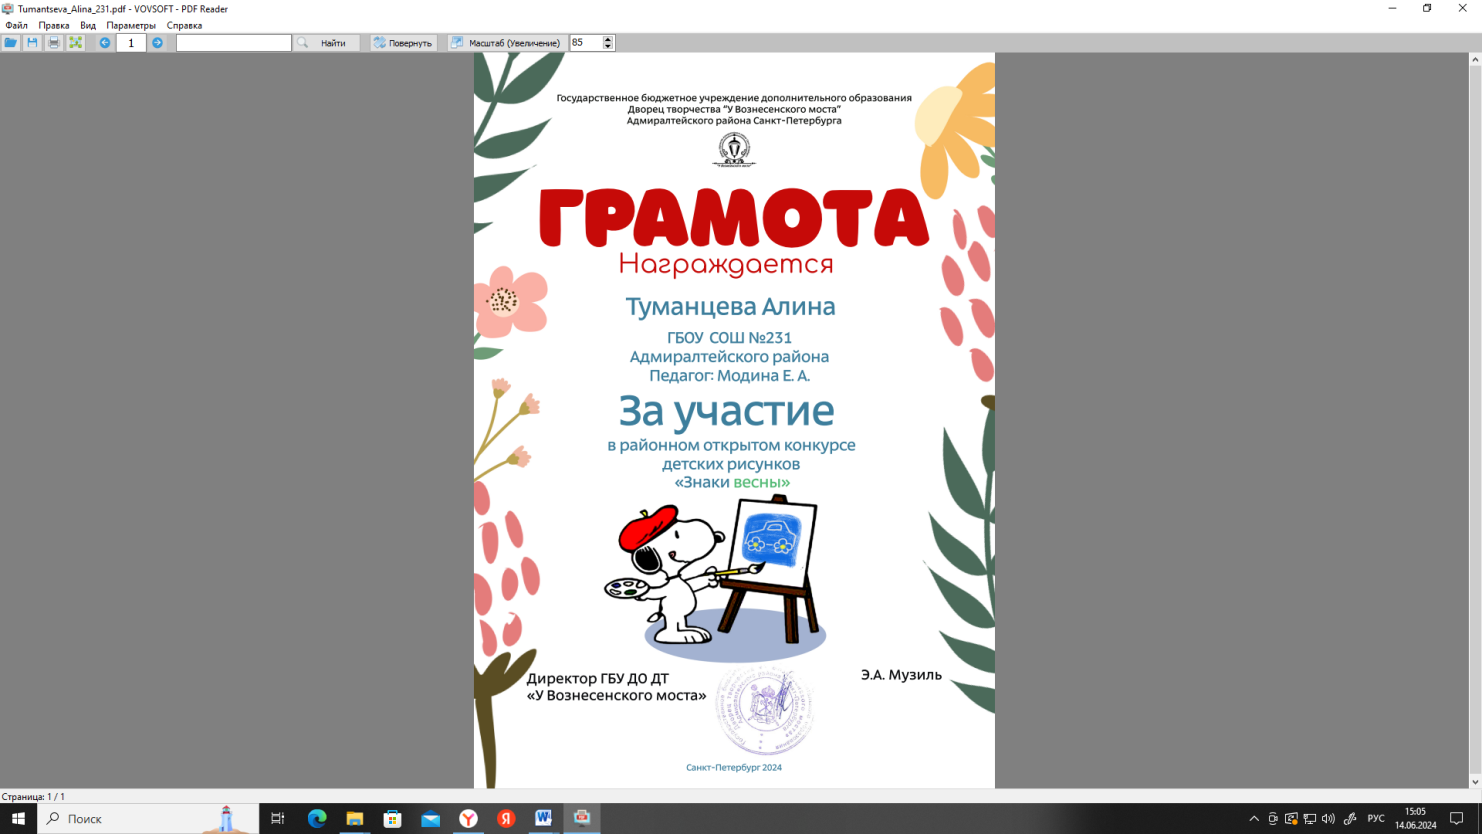 Tumantseva_Alina_231.pdf - VOVSOFT - PDF Reader
Файл Правка Вид Параметры Справка
1 Найти Повернуть Масштаб (Увеличение) 85
Государственное бюджетное учреждение дополнительного образования
Дворец творчества "У Вознесенского моста"
Адмиралтейского района Санкт-Петербурга
ГРАМОТА
Награждается
Туманцева Алина
ГБОУ СОШ №231
Адмиралтейского района
Педагог: Модина Е. А.
За участие
в районном открытом конкурсе
детских рисунков
«Знаки весны»
Директор ГБУ ДО ДТ
«У Вознесенского моста»
Э.А. Музиль
Санкт-Петербург 2024
Страница: 1 / 1
Поиск
РУС
15:05
14.06.2024